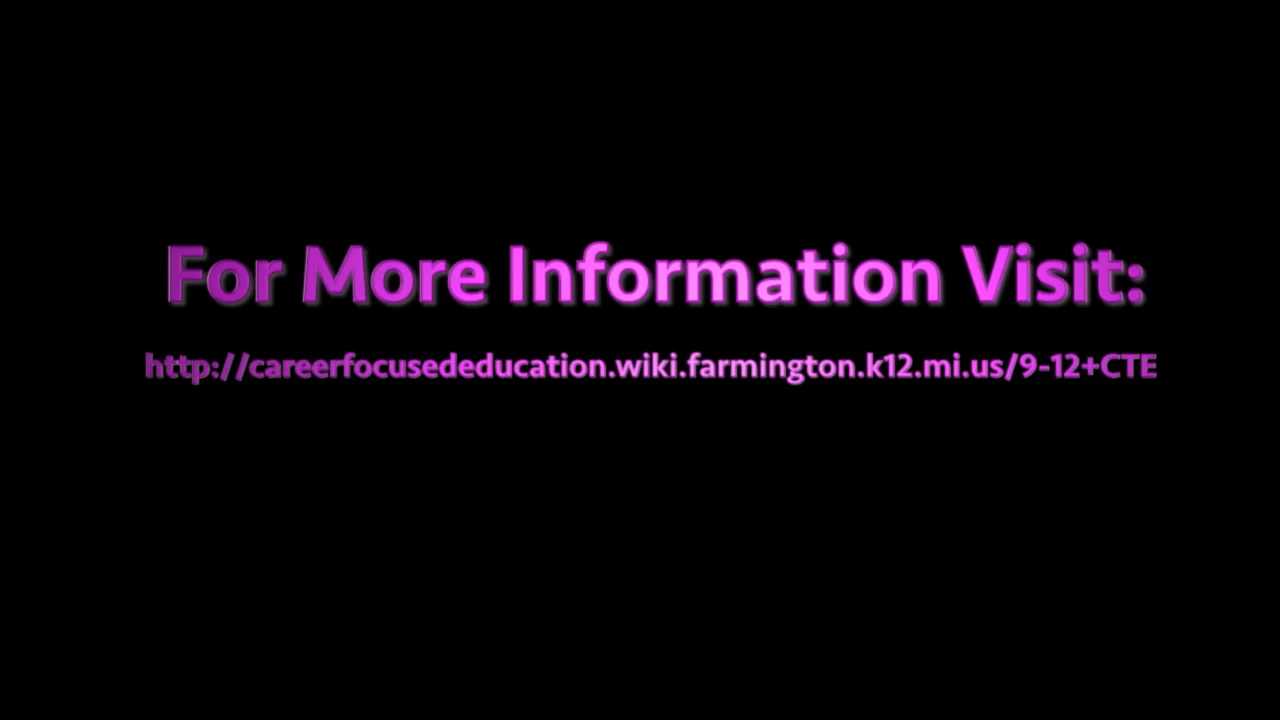 For More Information Visit:
http://careerfocusededucation.wiki.farmington.k12.mi.us/9-12+CTE